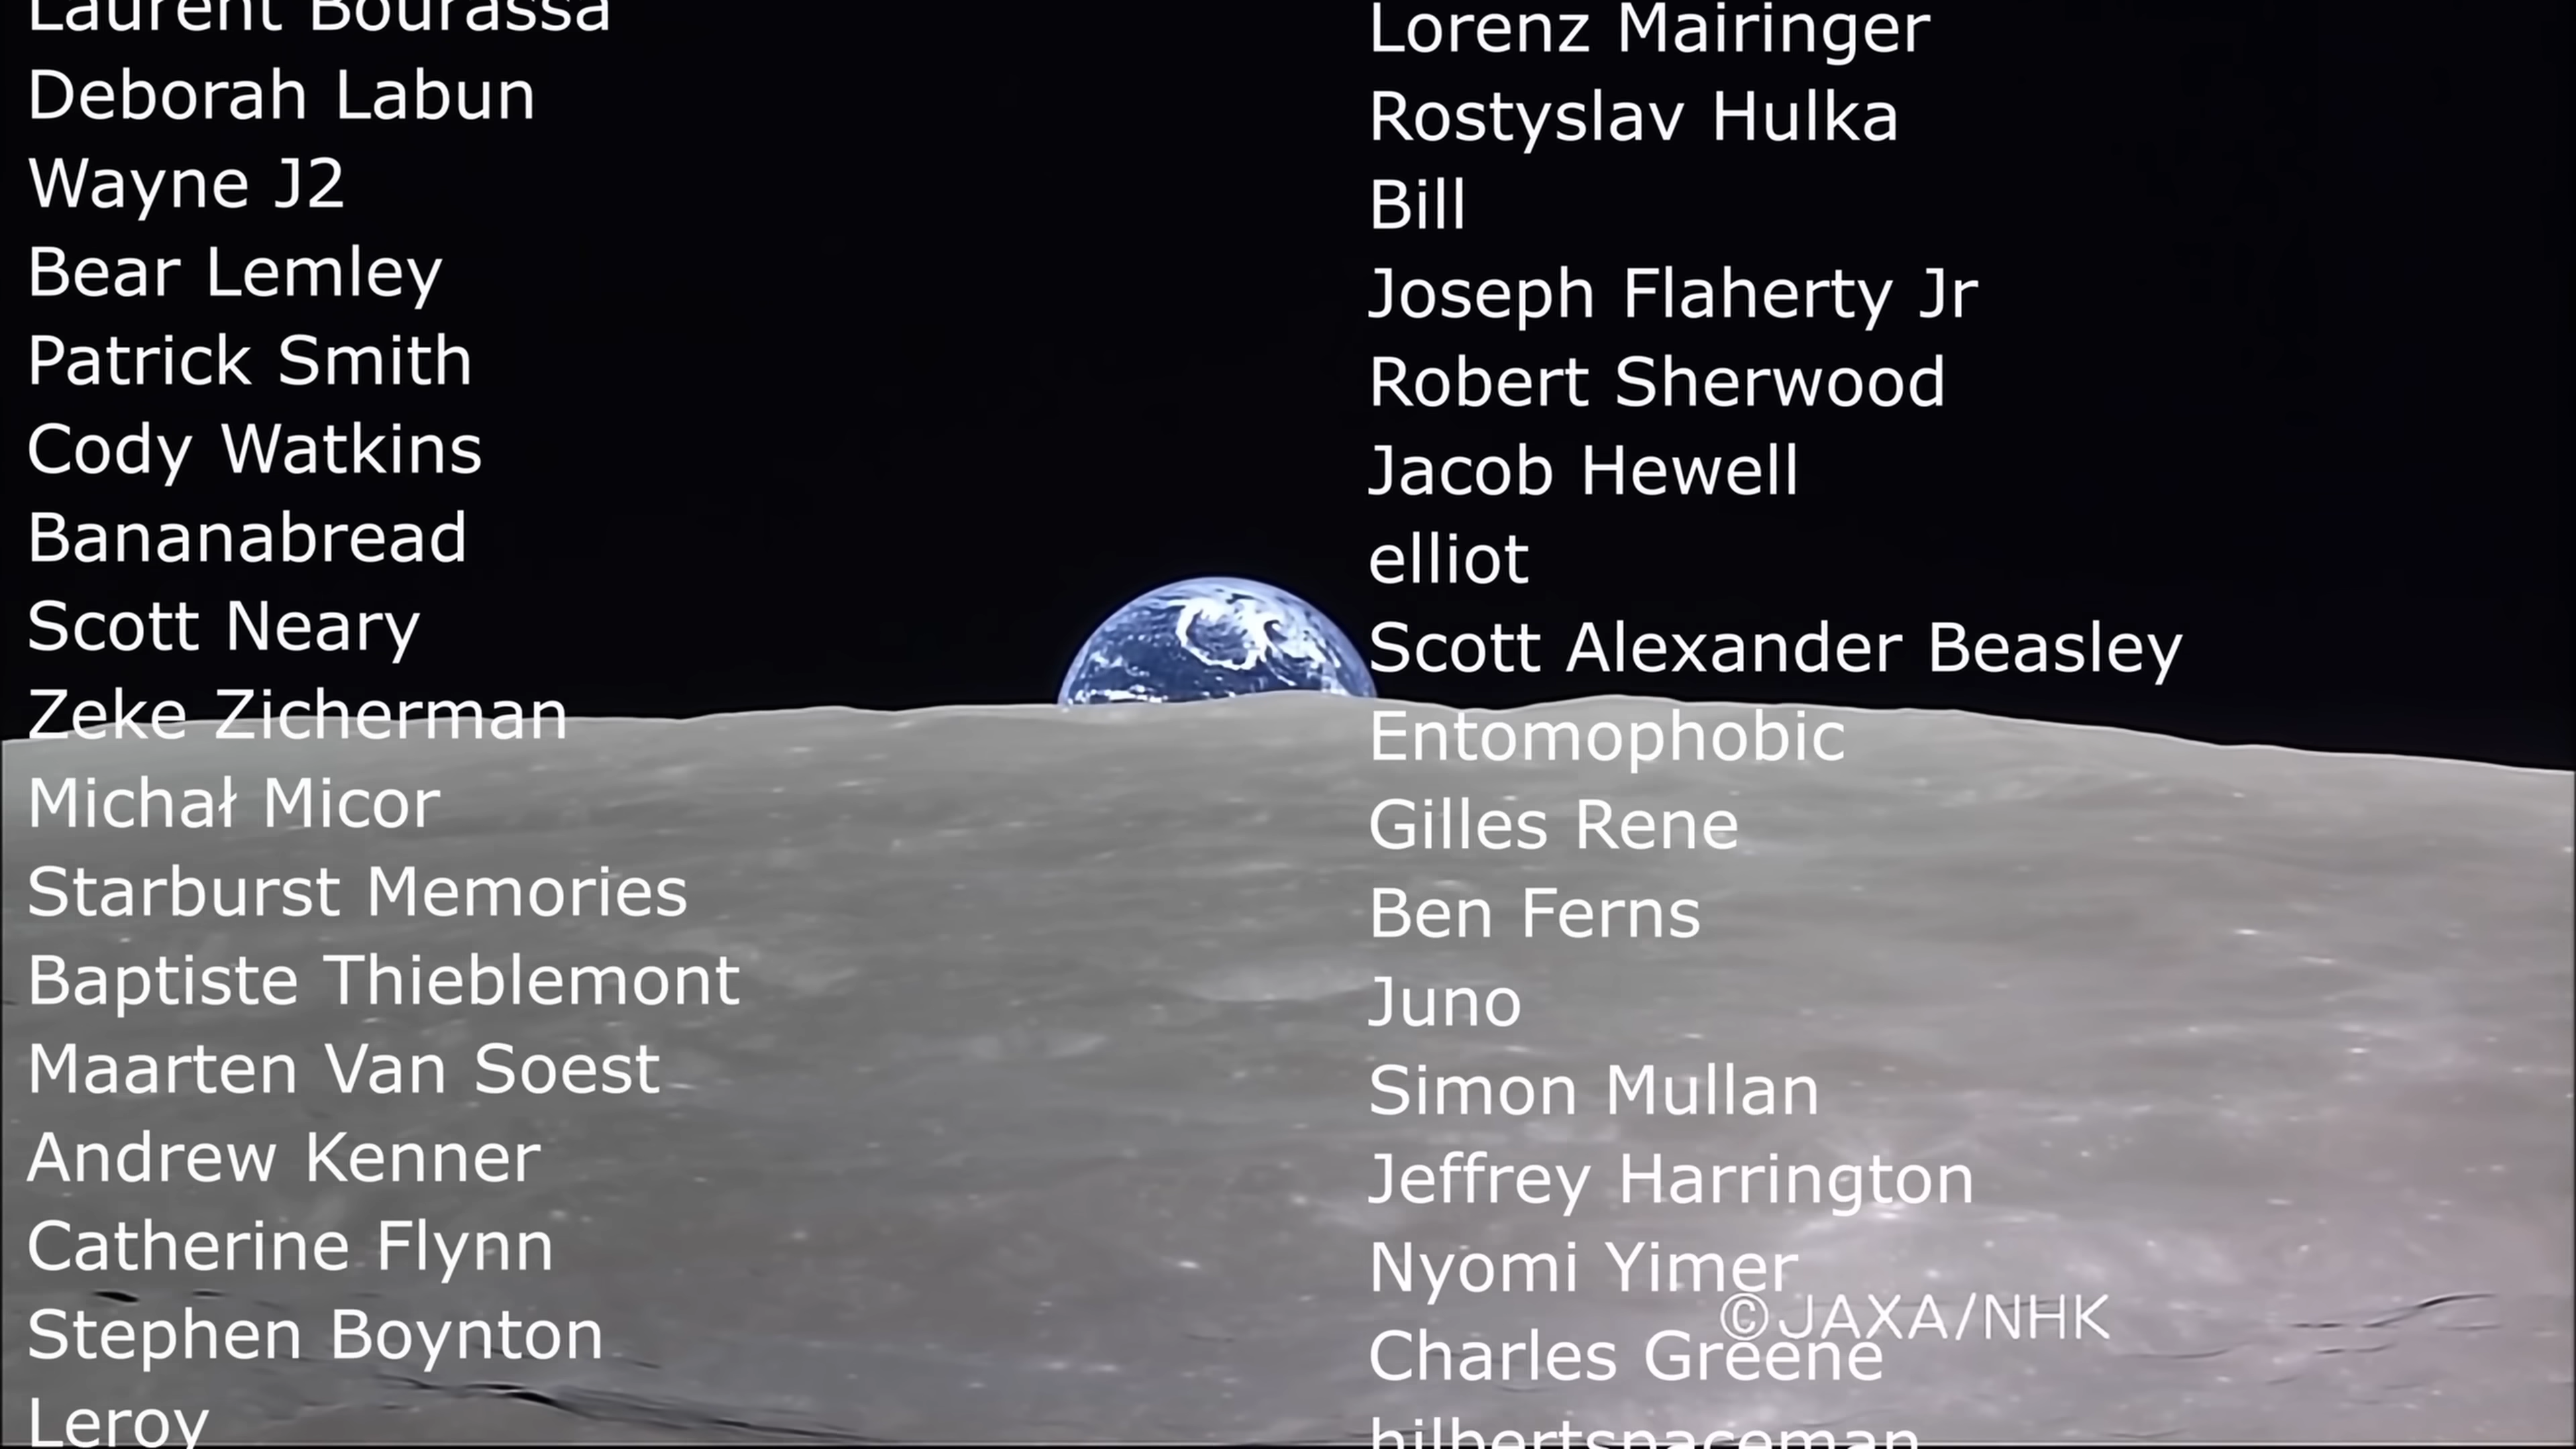 Laurent Bourassa
Deborah Labun
Wayne J2
Bear Lemley
Patrick Smith
Cody Watkins
Bananabread
Scott Neary
Zeke Zicherman
Michał Micor
Starburst Memories
Baptiste Thieblemont
Maarten Van Soest
Andrew Kenner
Catherine Flynn
Stephen Boynton
Leroy
Lorenz Mairinger
Rostyslav Hulka
Bill
Joseph Flaherty Jr
Robert Sherwood
Jacob Hewell
elliot
Scott Alexander Beasley
Entomophobic
Gilles Rene
Ben Ferns
Juno
Simon Mullan
Jeffrey Harrington
Nyomi Yimer
©JAXA/NHK
Charles Greene
hilbertspaceman